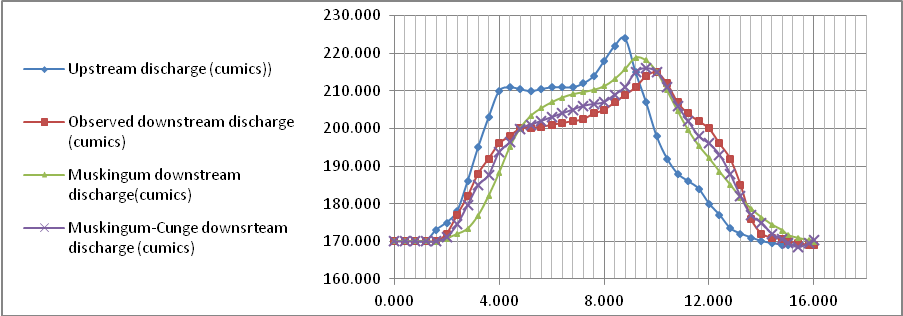 Upstream discharge (cumics))
Observed downstream discharge
(cumics)
Muskingum downstream
discharge(cumics)
Muskingum-Cunge downsrteam
discharge (cumics)
230.000
220.000
210.000
200.000
190.000
180.000
170.000
160.000
0.000 4.000 8.000 12.000 16.000